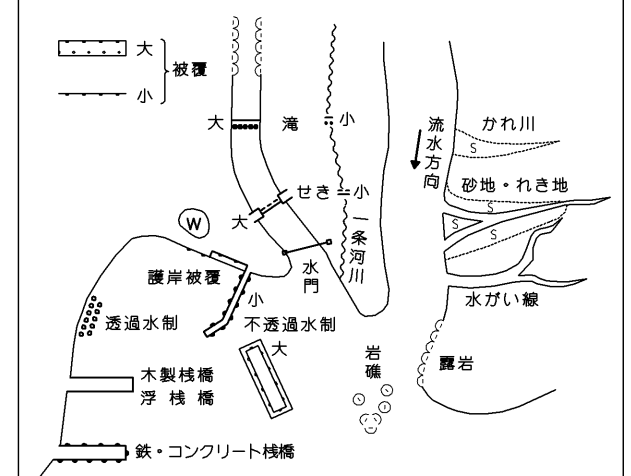 大
被覆
小
大
滝
小
流水方向
かれ川
S
砂地・れき地
S
せき
小
大
S
W
一条河川
水門
護岸被覆
小
水がい線
透過水制
不透過水制
大
岩礁
露岩
木製桟橋
浮桟橋
鉄・コンクリート桟橋